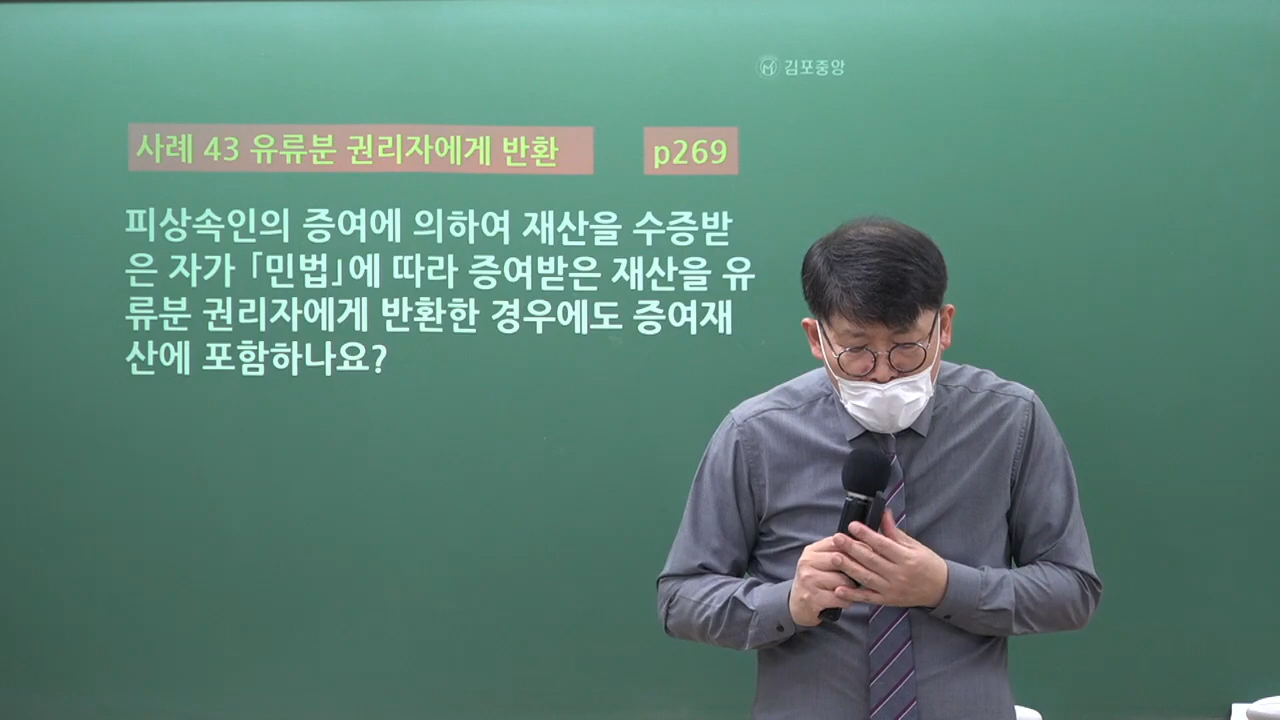 김포중앙
사례 43 유류분 권리자에게 반환
p269
피상속인의 증여에 의하여 재산을 수증받
은 자가 「민법」에 따라 증여받은 재산을 유
류분 권리자에게 반환한 경우에도 증여재
산에 포함하나요?